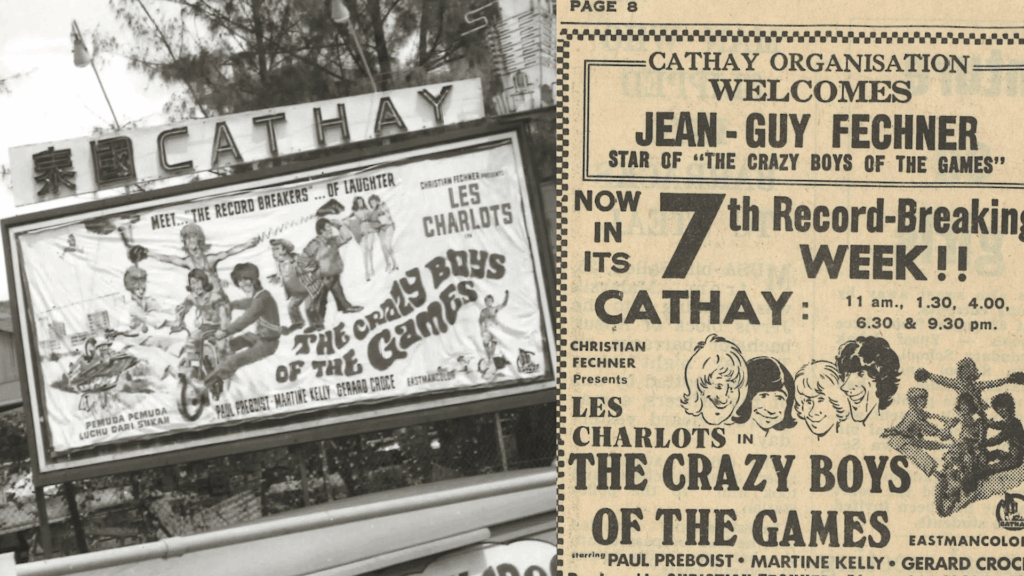 泰國 CATHAY
MEET... "THE RECORD BREAKERS"... OF LAUGHTER
CHRISTIAN FECHNER PRESENTS
LES
CHARLOTS
IN
THE CRAZY BOYS
OF THE GAMES
PAUL PREBOIST · MARTINE KELLY · GERARD CROCE
EASTMANCOLOR
PEMUDA PEMUDA
LUCHU DARI SUKAN
PAGE 8
CATHAY ORGANISATION
WELCOMES
JEAN-GUY FECHNER
STAR OF "THE CRAZY BOYS OF THE GAMES"
NOW
IN
ITS
7th Record-Breaking
WEEK!!
CATHAY:
11 am., 1.30, 4.00,
6.30 & 9.30 pm.
CHRISTIAN
FECHNER
Presents
LES
CHARLOTS IN
THE CRAZY BOYS
OF THE GAMES
EASTMANCOLO
starring PAUL PREBOIST • MARTINE KELLY • GERARD CROC